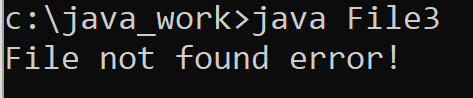 c:\java_work>java File3
File not found error!